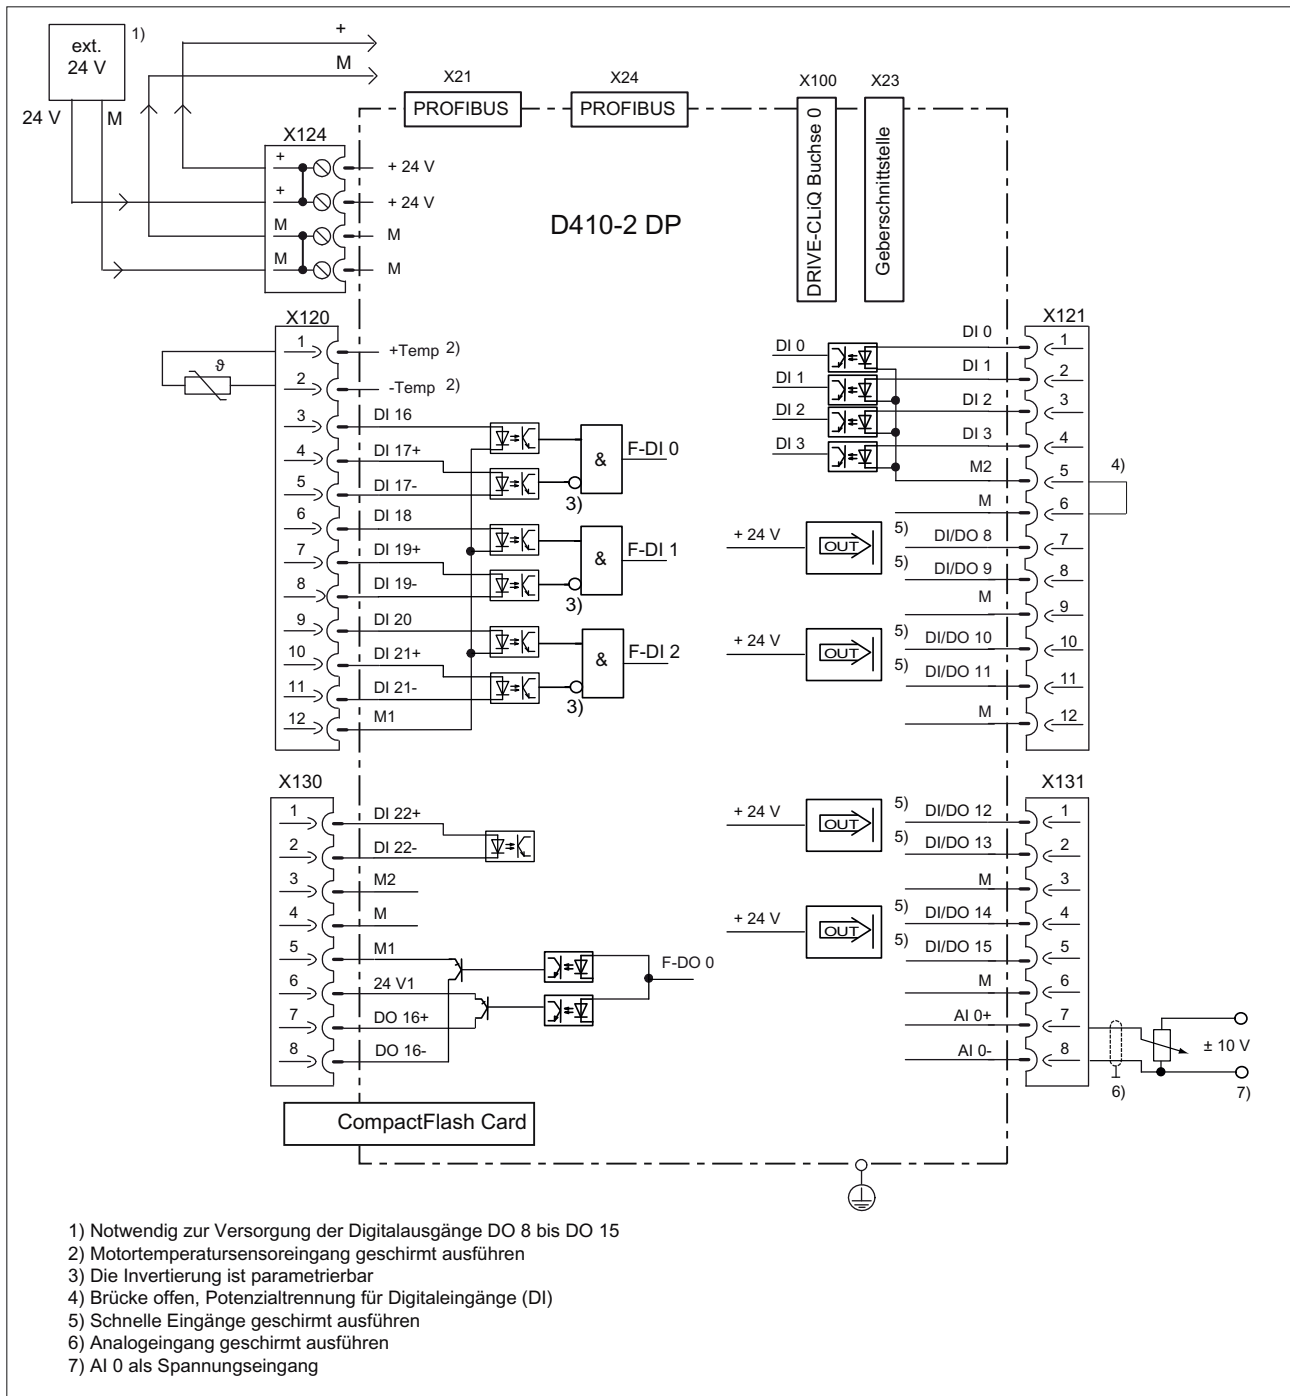 ext.
24 V
1)
+
M
24 V
M
X21
PROFIBUS
X24
PROFIBUS
X100
DRIVE-CLiQ Buchse 0
X23
Geberschnittstelle
X124
+
+ 24 V
+
+ 24 V
M
M
M
M
D410-2 DP
X120
1
+Temp 2)
ϑ
2
-Temp 2)
3
DI 16
4
DI 17+
5
DI 17-
6
DI 18
7
DI 19+
8
DI 19-
9
DI 20
10
DI 21+
11
DI 21-
12
M1
&
F-DI 0
3)
&
F-DI 1
3)
&
F-DI 2
3)
X121
DI 0
DI 0
1
DI 1
DI 1
2
DI 2
DI 2
3
DI 3
DI 3
4
M2
5
4)
M
6
+ 24 V
OUT
5)
DI/DO 8
7
5)
DI/DO 9
8
M
9
+ 24 V
OUT
5)
DI/DO 10
10
5)
DI/DO 11
11
M
12
X130
1
DI 22+
2
DI 22-
3
M2
4
M
5
M1
6
24 V1
7
DO 16+
8
DO 16-
F-DO 0
X131
+ 24 V
OUT
5)
DI/DO 12
1
5)
DI/DO 13
2
M
3
+ 24 V
OUT
5)
DI/DO 14
4
5)
DI/DO 15
5
M
6
AI 0+
7
AI 0-
8
± 10 V
6)
7)
CompactFlash Card
1) Notwendig zur Versorgung der Digitalausgänge DO 8 bis DO 15
2) Motortemperatursensoreingang geschirmt ausführen
3) Die Invertierung ist parametrierbar
4) Brücke offen, Potenzialtrennung für Digitaleingänge (DI)
5) Schnelle Eingänge geschirmt ausführen
6) Analogeingang geschirmt ausführen
7) AI 0 als Spannungseingang